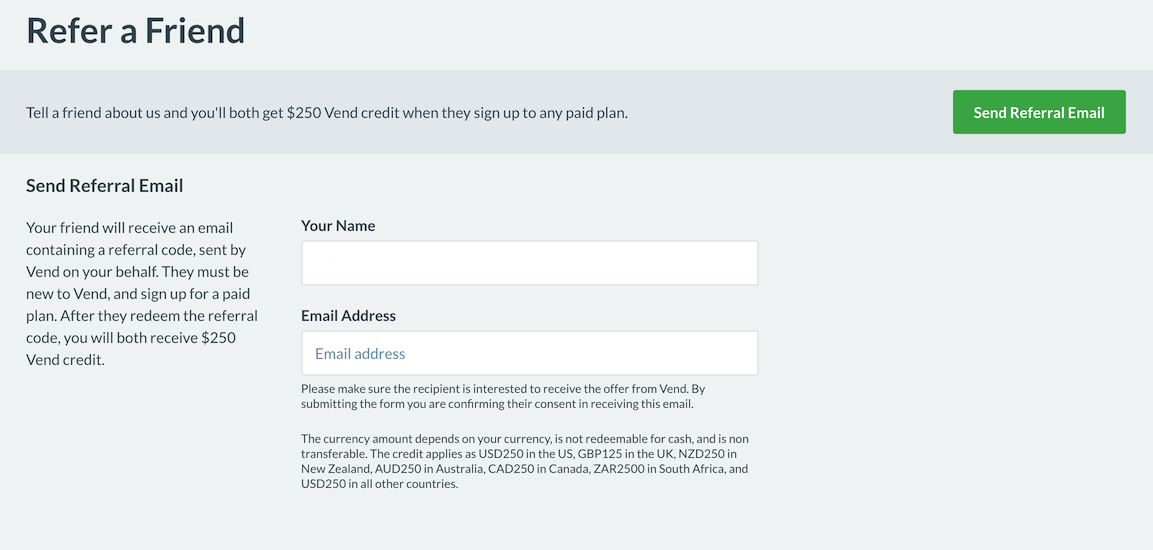 Refer a Friend
Tell a friend about us and you'll both get $250 Vend credit when they sign up to any paid plan.
Send Referral Email
Send Referral Email
Your friend will receive an email
containing a referral code, sent by
Vend on your behalf. They must be
new to Vend, and sign up for a paid
plan. After they redeem the referral
code, you will both receive $250
Vend credit.
Your Name
Email Address
Email address
Please make sure the recipient is interested to receive the offer from Vend. By
submitting the form you are confirming their consent in receiving this email.
The currency amount depends on your currency, is not redeemable for cash, and is non
transferable. The credit applies as USD250 in the US, GBP125 in the UK, NZD250 in
New Zealand, AUD250 in Australia, CAD250 in Canada, ZAR2500 in South Africa, and
USD250 in all other countries.